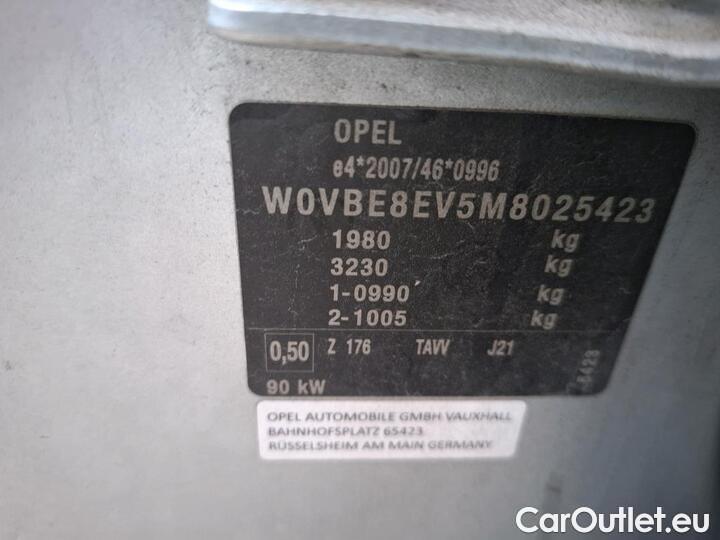 OPEL
e4*2007/46*0996
W0VBE8EV5M8025423
1980 kg
3230 kg
1-0990 kg
2-1005 kg
0,50 Z 176 TAVV J21
90 kW
OPEL AUTOMOBILE GMBH VAUXHALL
BAHNHOFSPLATZ 65423
RÜSSELSHEIM AM MAIN GERMANY
CarOutlet.eu